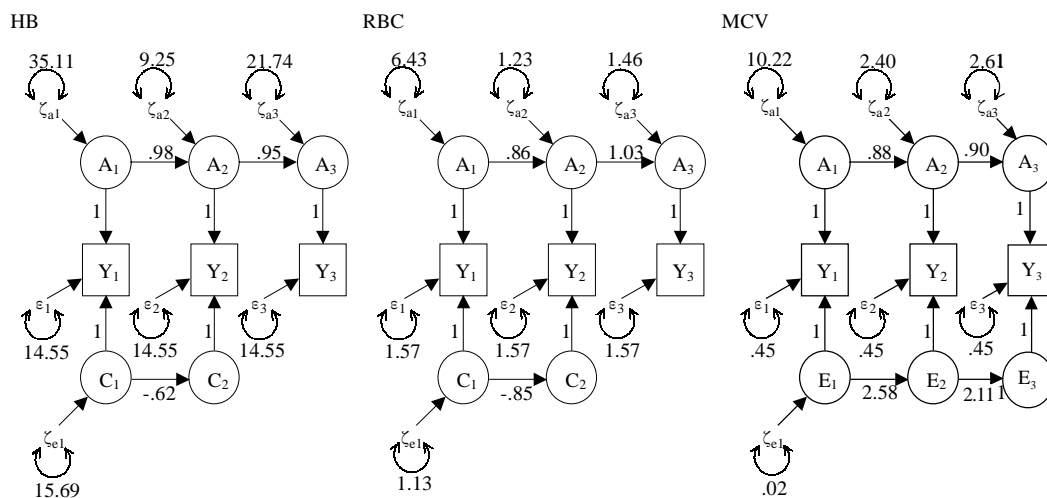 HB RBC MCV
35.11 9.25 21.74 6.43 1.23 1.46 10.22 2.40 2.61
ζa1 ζa2 ζa3 ζa1 ζa2 ζa3 ζa1 ζa2 ζa3
A1 .98 A2 .95 A3 A1 .86 A2 1.03 A3 A1 .88 A2 .90 A3
1 1 1 1 1 1 1 1 1
Y1 Y2 Y3 Y1 Y2 Y3 Y1 Y2 Y3
ε1 ε2 ε3 ε1 ε2 ε3 ε1 ε2 ε3
1 1 1 1 1 1 1
14.55 14.55 14.55 1.57 1.57 1.57 .45 .45 .45
C1 -.62 C2 C1 -.85 C2 E1 2.58 E2 2.11 1 E3
ζe1 ζe1 ζe1
15.69 1.13 .02